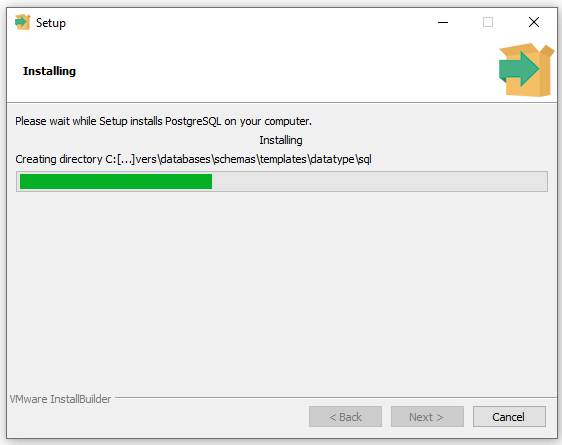 Setup
Installing
Please wait while Setup installs PostgreSQL on your computer.
Installing
Creating directory C:[...]vers\databases\schemas\templates\datatype\sql
VMware InstallBuilder
< Back
Next >
Cancel